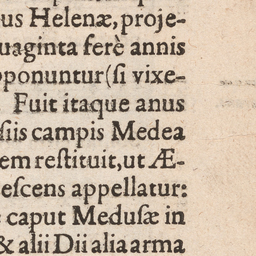 us Helenæ, proje-
uaginta ferè annis
pponuntur (ſi vixe-
Fuit itaque anus
ſiis campis Medea
em reſtituit, ut Æ-
eſcens appellatur:
caput Meduſæ in
& alii Dii alia arma